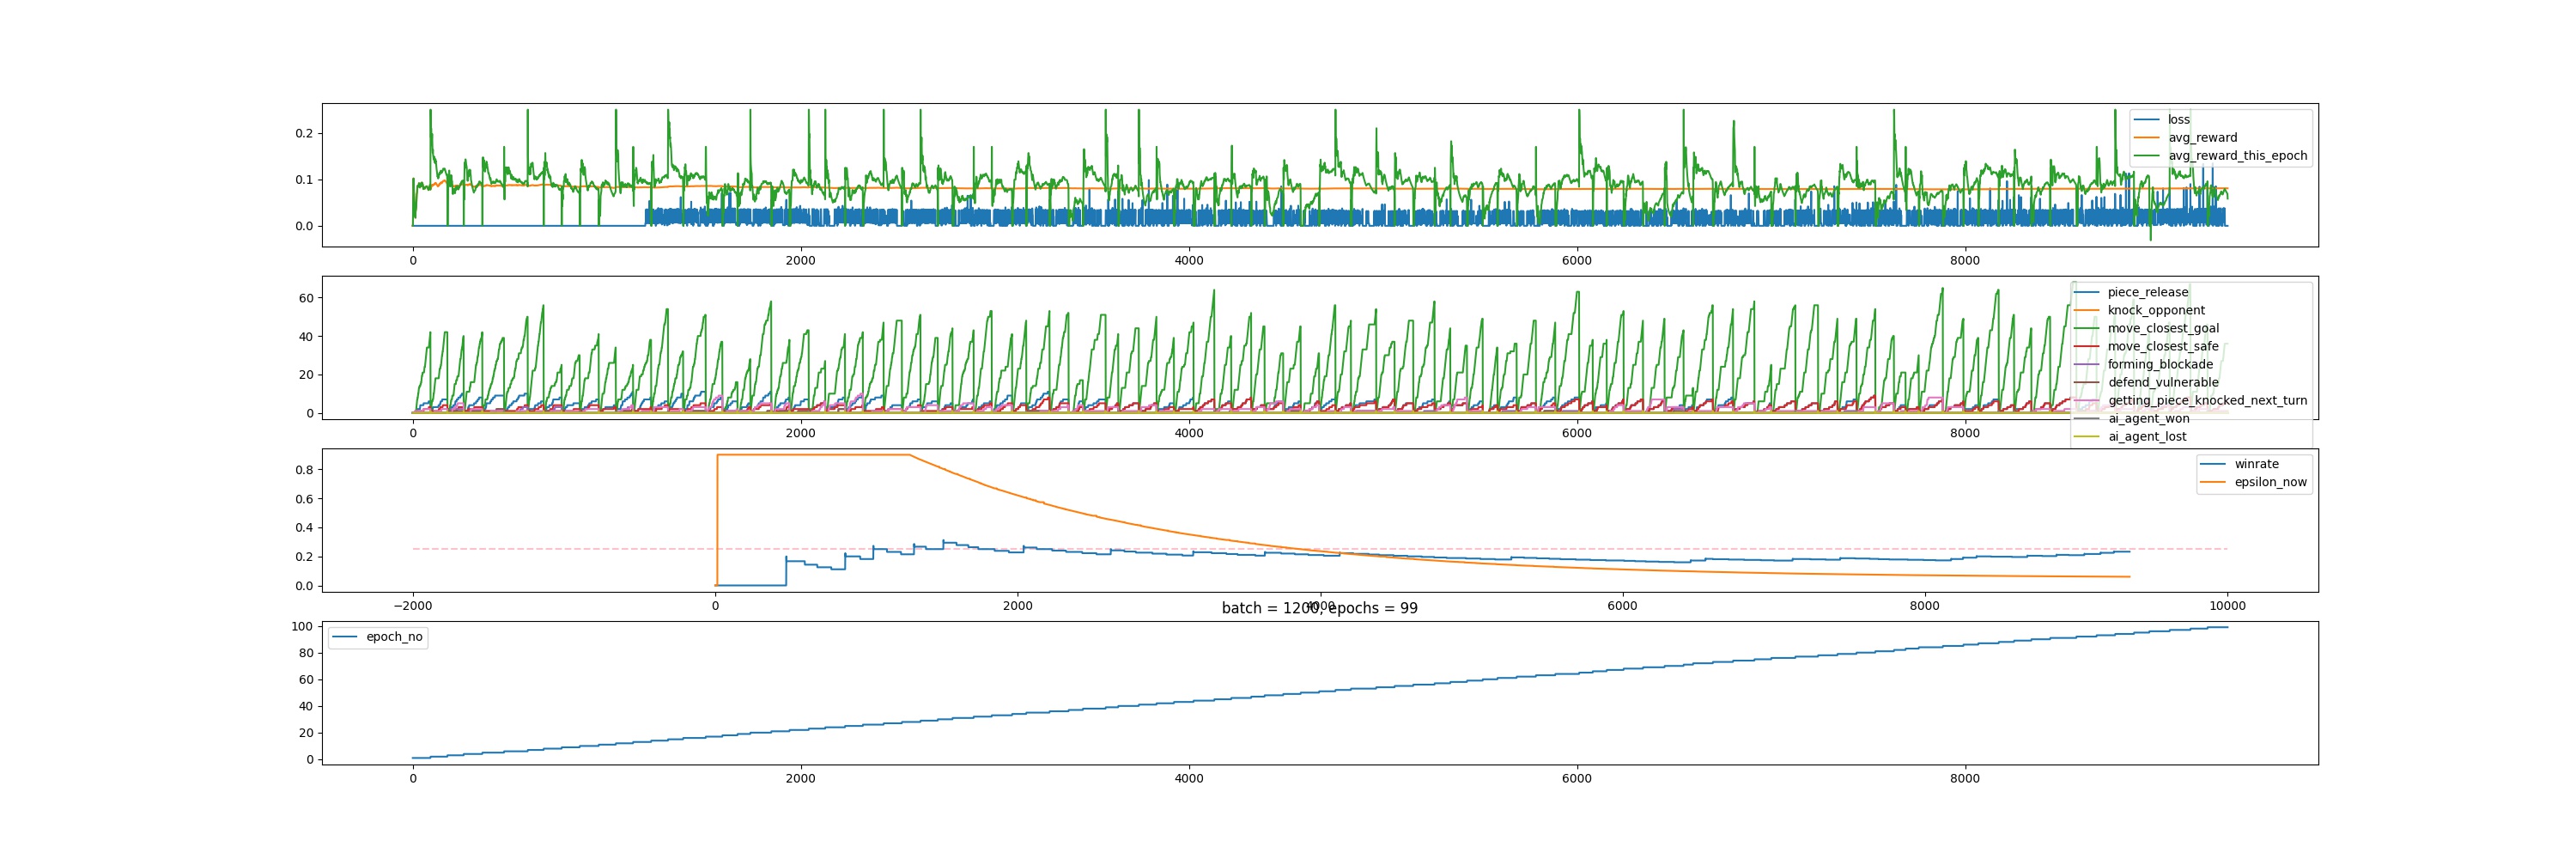 0.2
0.1
0.0
loss
avg_reward
avg_reward_this_epoch
0 2000 4000 6000 8000
60
40
20
0
piece_release
knock_opponent
move_closest_goal
move_closest_safe
forming_blockade
defend_vulnerable
getting_piece_knocked_next_turn
ai_agent_won
ai_agent_lost
0 2000 4000 6000 8000
0.8
0.6
0.4
0.2
0.0
winrate
epsilon_now
−2000 0 2000 4000 6000 8000 10000
batch = 1200, epochs = 99
100
80
60
40
20
0
epoch_no
0 2000 4000 6000 8000